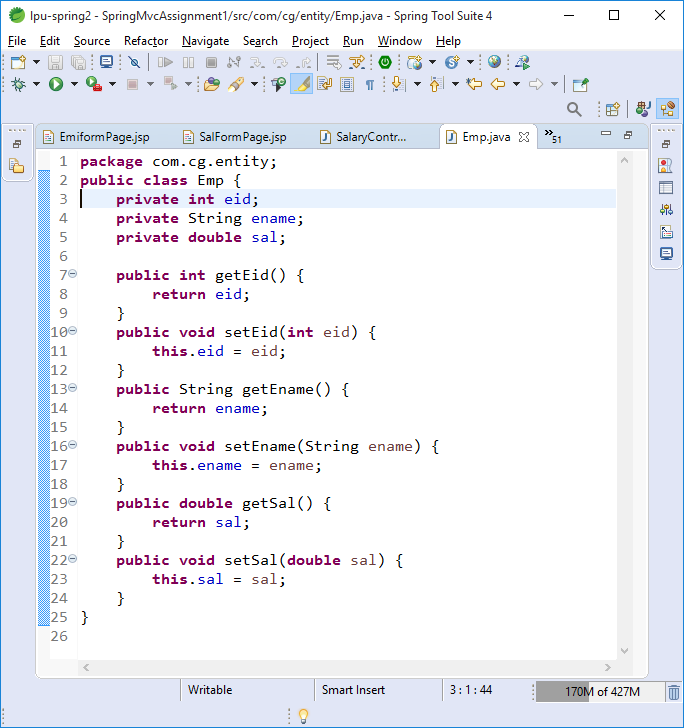 lpu-spring2 - SpringMvcAssignment1/src/com/cg/entity/Emp.java - Spring Tool Suite 4
File Edit Source Refactor Navigate Search Project Run Window Help
EmiformPage.jsp SalFormPage.jsp SalaryContr... Emp.java »51
1 package com.cg.entity;
2 public class Emp {
3     private int eid;
4     private String ename;
5     private double sal;
6
7     public int getEid() {
8         return eid;
9     }
10     public void setEid(int eid) {
11         this.eid = eid;
12     }
13     public String getEname() {
14         return ename;
15     }
16     public void setEname(String ename) {
17         this.ename = ename;
18     }
19     public double getSal() {
20         return sal;
21     }
22     public void setSal(double sal) {
23         this.sal = sal;
24     }
25 }
26
Writable Smart Insert 3 : 1 : 44 170M of 427M